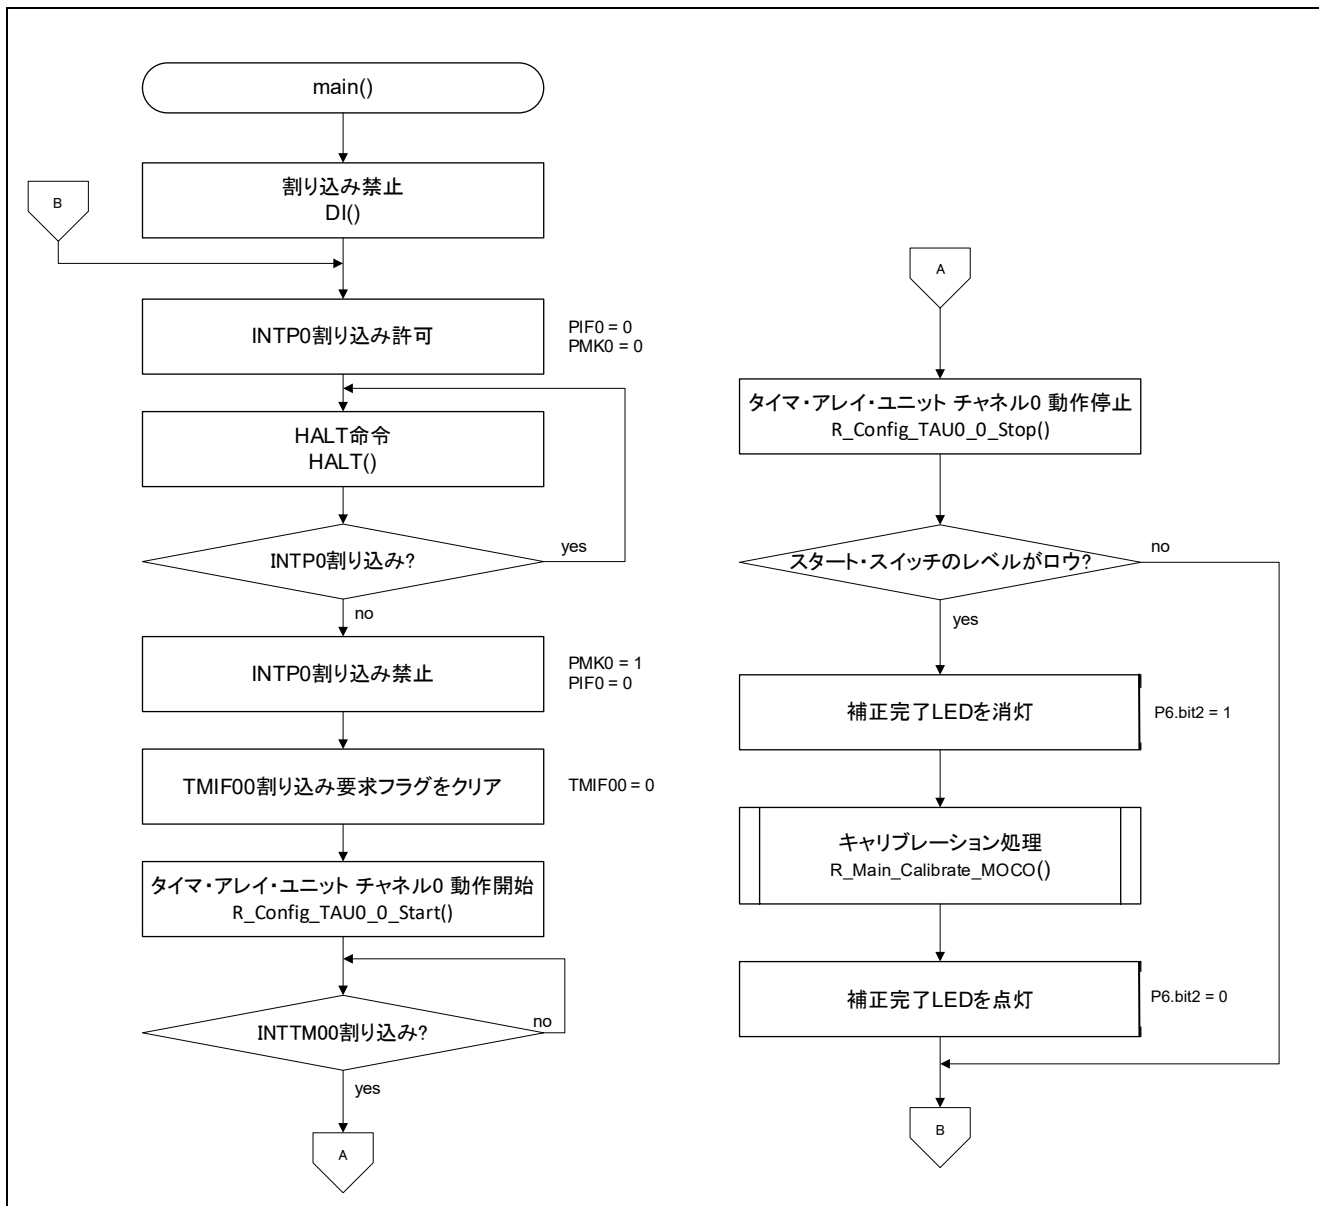 main()
割り込み禁止
DI()
B
INTP0割り込み許可
PIF0 = 0
PMK0 = 0
HALT命令
HALT()
INTP0割り込み?
yes
no
INTP0割り込み禁止
PMK0 = 1
PIF0 = 0
TMIF00割り込み要求フラグをクリア
TMIF00 = 0
タイマ・アレイ・ユニット チャネル0 動作開始
R_Config_TAU0_0_Start()
INTTM00割り込み?
no
yes
A
A
タイマ・アレイ・ユニット チャネル0 動作停止
R_Config_TAU0_0_Stop()
スタート・スイッチのレベルがロウ?
no
yes
補正完了LEDを消灯
P6.bit2 = 1
キャリブレーション処理
R_Main_Calibrate_MOCO()
補正完了LEDを点灯
P6.bit2 = 0
B